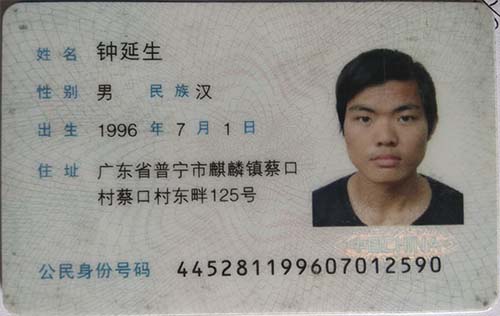 姓名 钟延生
性别 男 民族 汉
出生 1996 年 7 月 1 日
住址 广东省普宁市麒麟镇蔡口
村蔡口村东畔125号
中国CHINA
公民身份号码 445281199607012590